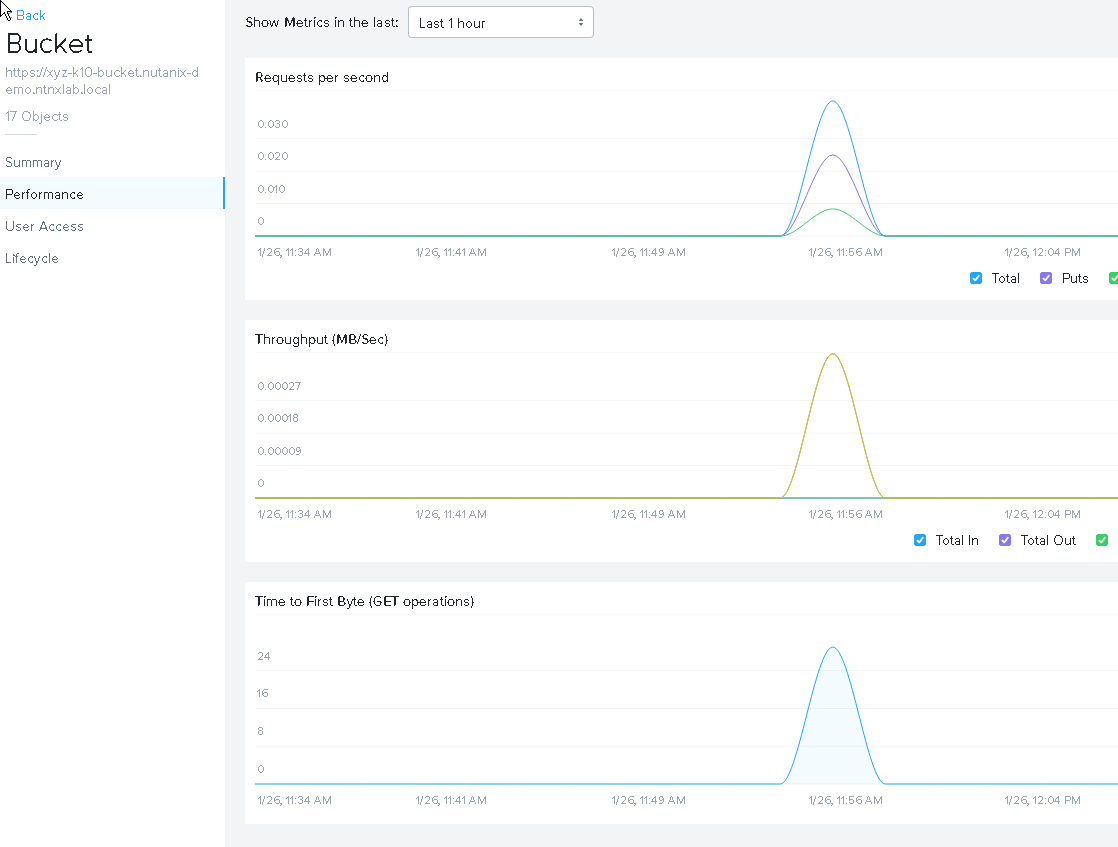 Back
Bucket
https://xyz-k10-bucket.nutanix-d
emo.ntnxlab.local
17 Objects
Summary
Performance
User Access
Lifecycle
Show Metrics in the last: Last 1 hour
Requests per second
0.030
0.020
0.010
0
1/26, 11:34 AM 1/26, 11:41 AM 1/26, 11:49 AM 1/26, 11:56 AM 1/26, 12:04 PM
Total Puts
Throughput (MB/Sec)
0.00027
0.00018
0.00009
0
1/26, 11:34 AM 1/26, 11:41 AM 1/26, 11:49 AM 1/26, 11:56 AM 1/26, 12:04 PM
Total In Total Out
Time to First Byte (GET operations)
24
16
8
0
1/26, 11:34 AM 1/26, 11:41 AM 1/26, 11:49 AM 1/26, 11:56 AM 1/26, 12:04 PM